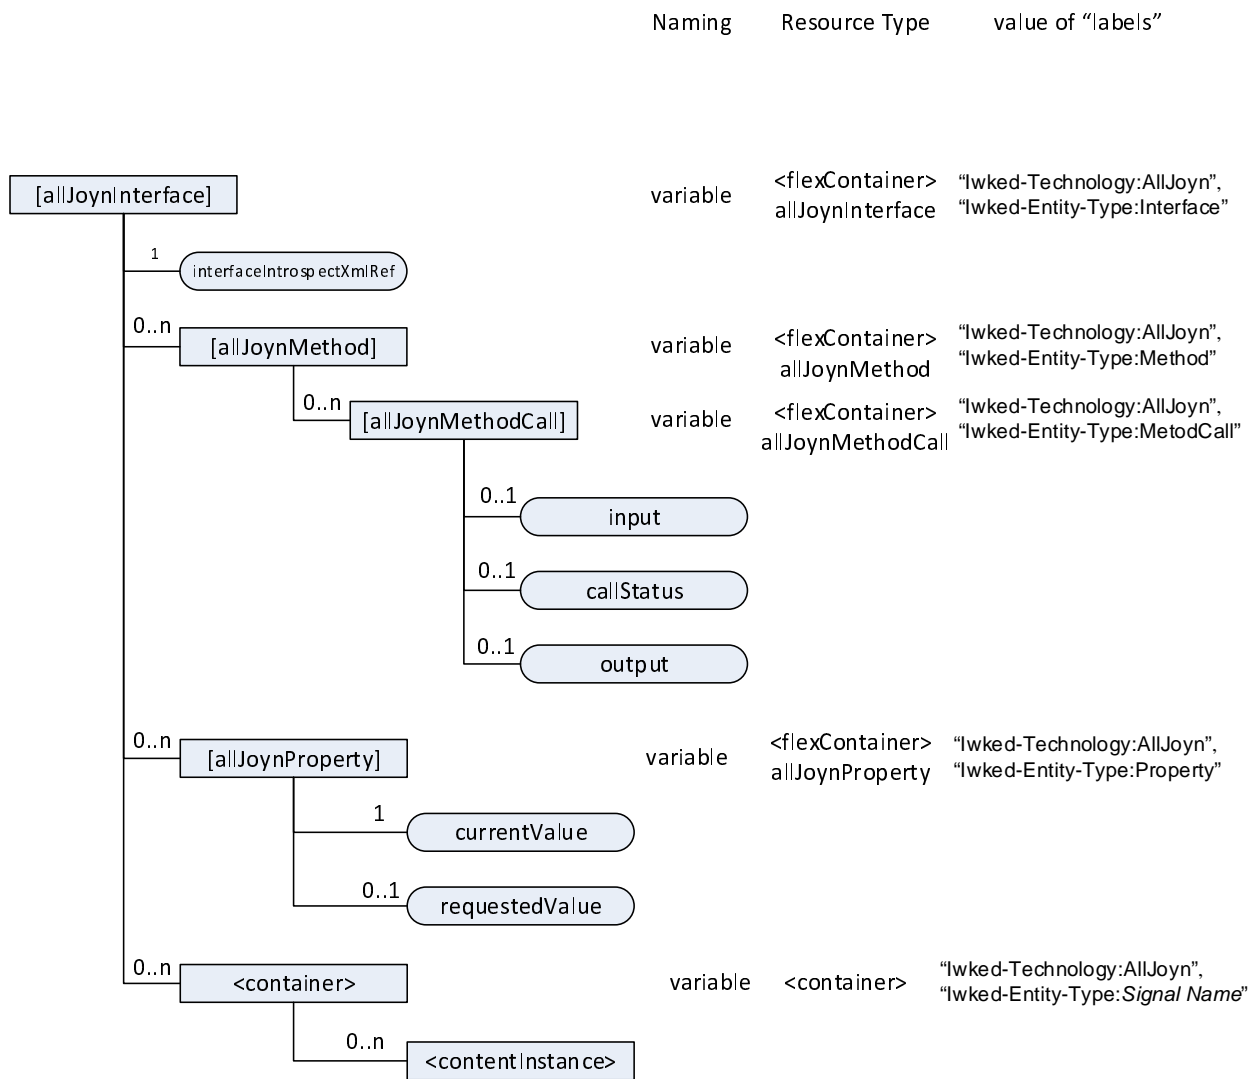 Naming Resource Type value of “labels”
[allJoynInterface] variable <flexContainer> “Iwked-Technology:AllJoyn”,
allJoynInterface “Iwked-Entity-Type:Interface”
1
interfaceIntrospectXmlRef
0..n
[allJoynMethod] variable <flexContainer> “Iwked-Technology:AllJoyn”,
allJoynMethod “Iwked-Entity-Type:Method”
0..n
[allJoynMethodCall] variable <flexContainer> “Iwked-Technology:AllJoyn”,
allJoynMethodCall “Iwked-Entity-Type:MetodCall”
0..1
input
0..1
callStatus
0..1
output
0..n
[allJoynProperty] variable <flexContainer> “Iwked-Technology:AllJoyn”,
allJoynProperty “Iwked-Entity-Type:Property”
1
currentValue
0..1
requestedValue
0..n
<container> variable <container> “Iwked-Technology:AllJoyn”,
“Iwked-Entity-Type:Signal Name”
0..n
<contentInstance>